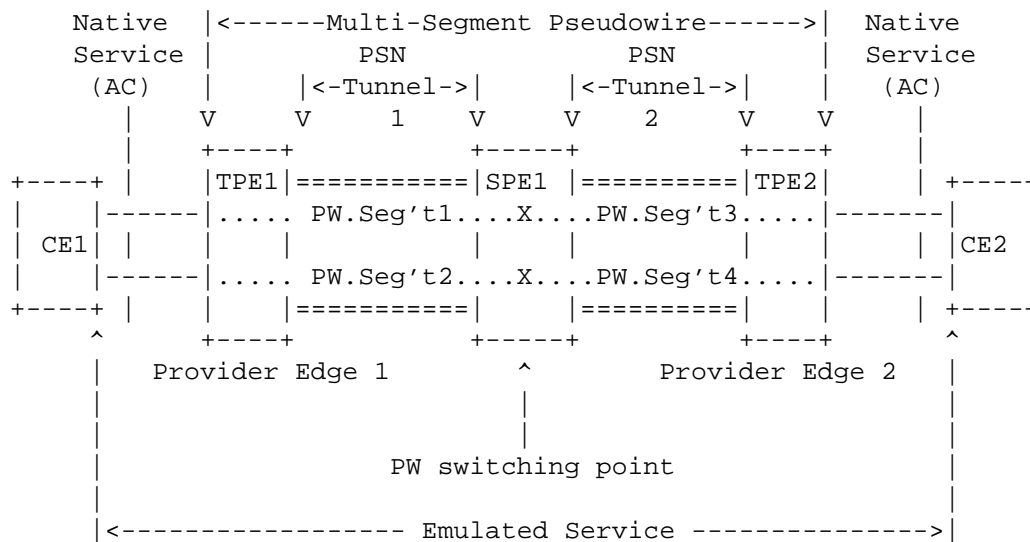 Native |<------Multi-Segment Pseudowire------>| Native
Service | PSN PSN | Service
(AC) | |<-Tunnel->| |<-Tunnel->| | (AC)
| V V 1 V V 2 V V |
| +----+ +-----+ +----+ |
+----+ | |TPE1|===========|SPE1 |==========|TPE2| | +-----
| |------|..... PW.Seg't1....X....PW.Seg't3.....|-------|
| CE1| | | | | | | | | |CE2
| |------|..... PW.Seg't2....X....PW.Seg't4.....|-------|
+----+ | | |===========| |==========| | | +-----
^ +----+ +-----+ +----+ ^
| Provider Edge 1 ^ Provider Edge 2 |
| | |
| | |
| PW switching point |
| |
|<------------------ Emulated Service --------------->|